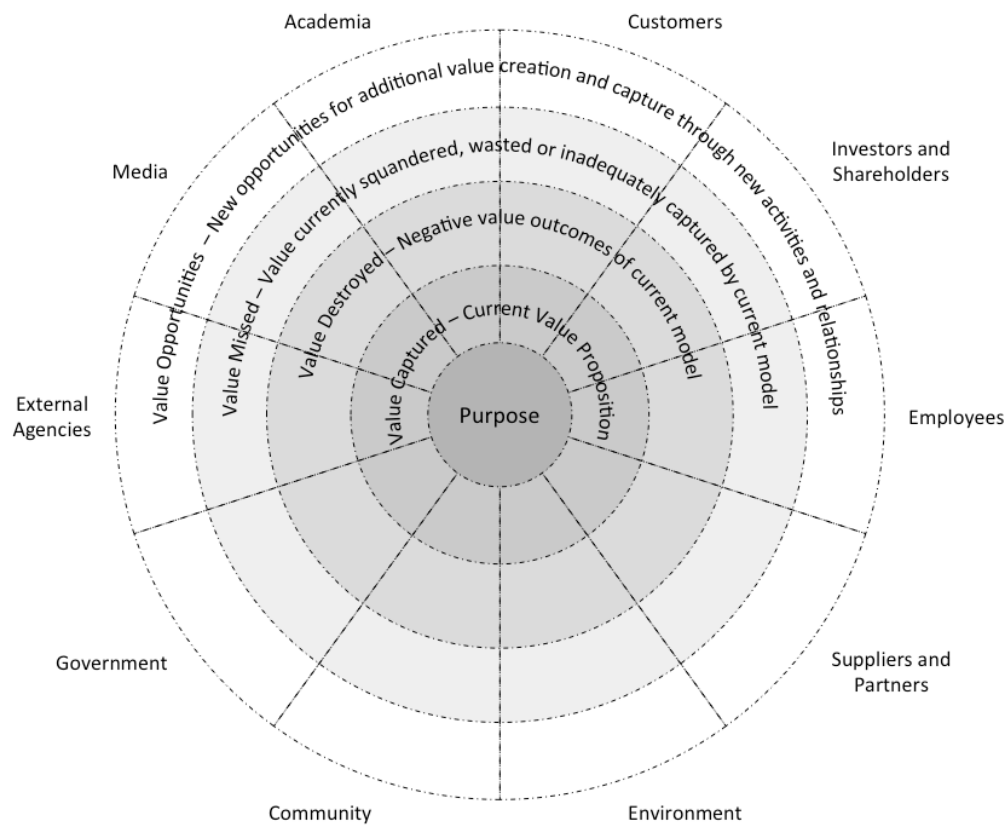 Academia
Customers
Media
Investors and
Shareholders
External
Agencies
Employees
Government
Suppliers and
Partners
Community
Environment
Value Opportunities – New opportunities for additional value creation and capture through new activities and relationships
Value Missed – Value currently squandered, wasted or inadequately captured by current model
Value Destroyed – Negative value outcomes of current model
Value Captured – Current Value Proposition
Purpose